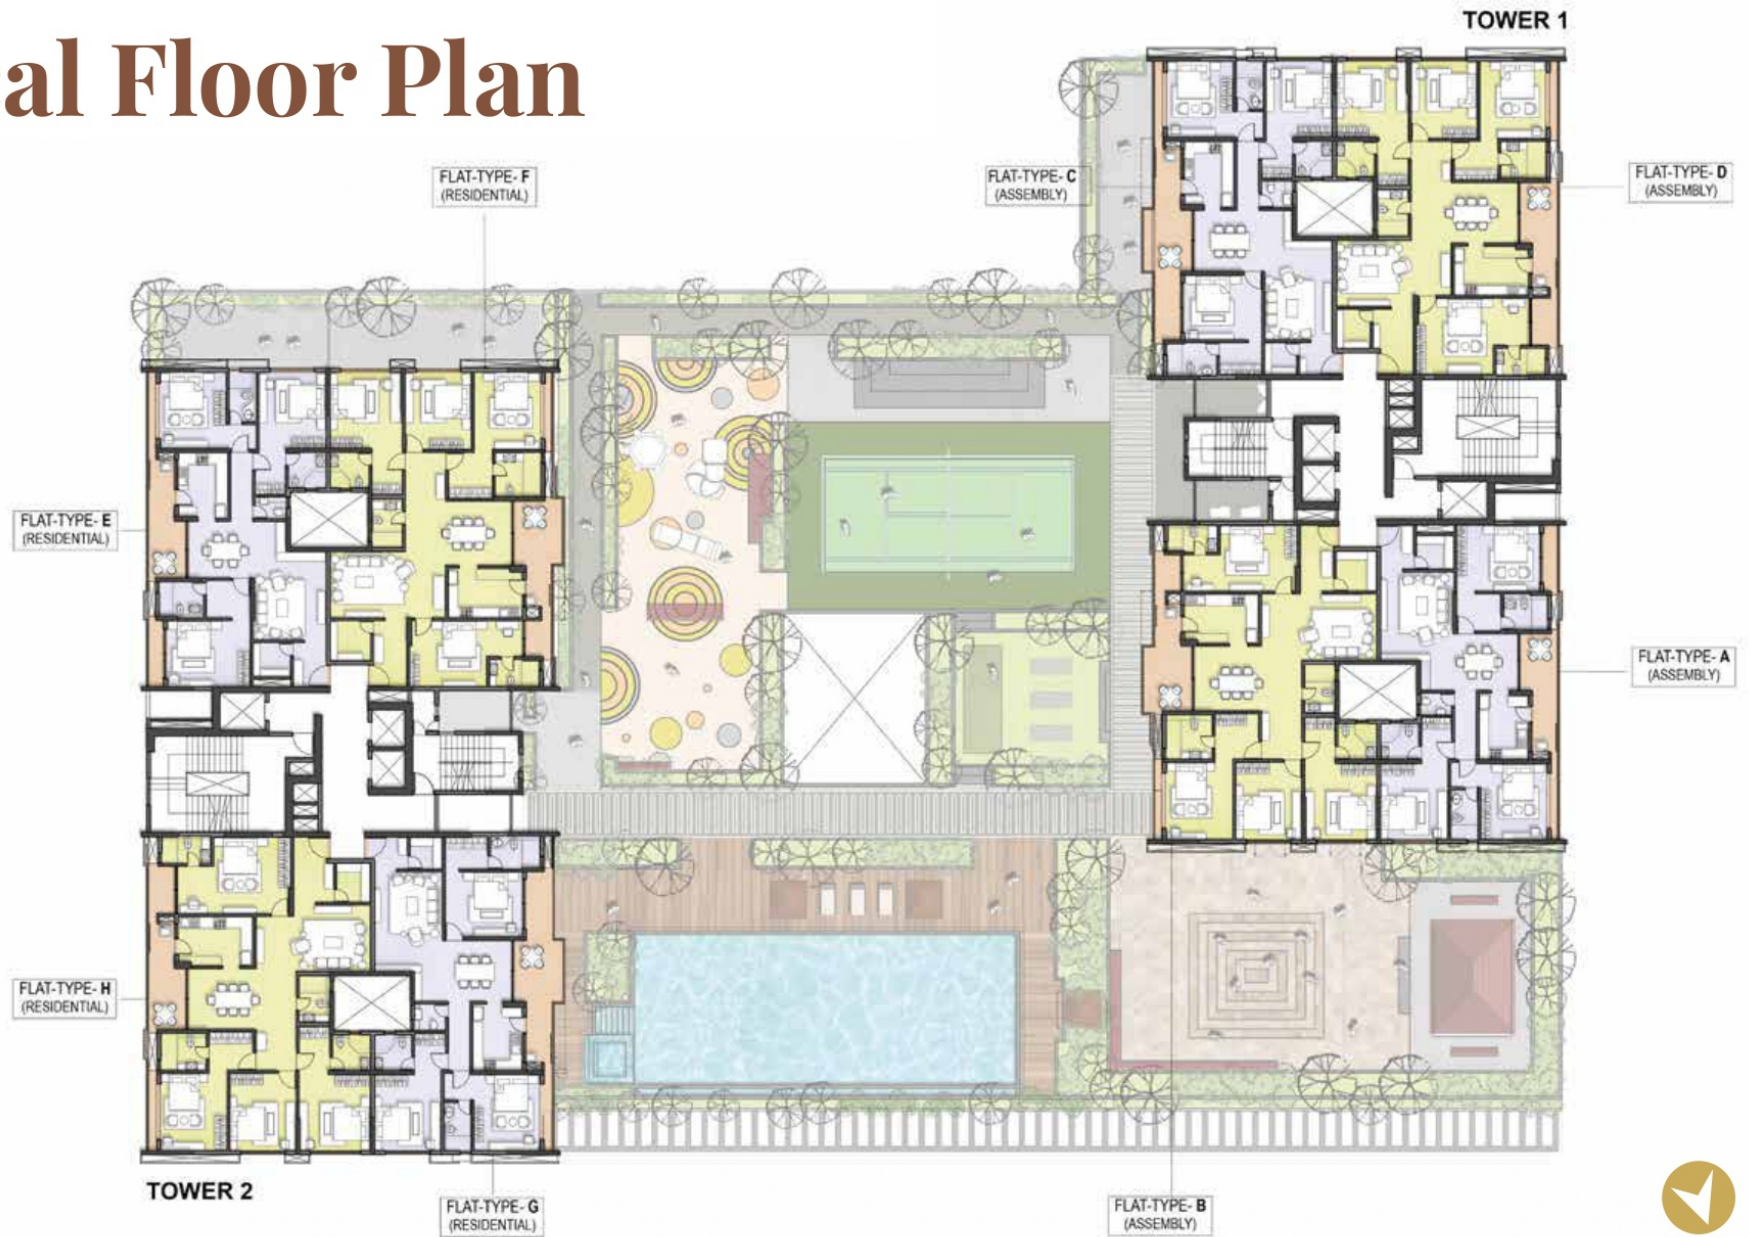 TOWER 1
al Floor Plan
FLAT-TYPE- F
(RESIDENTIAL)
FLAT-TYPE- C
(ASSEMBLY)
FLAT-TYPE- D
(ASSEMBLY)
FLAT-TYPE- E
(RESIDENTIAL)
FLAT-TYPE- A
(ASSEMBLY)
FLAT-TYPE- H
(RESIDENTIAL)
TOWER 2
FLAT-TYPE- G
(RESIDENTIAL)
FLAT-TYPE- B
(ASSEMBLY)